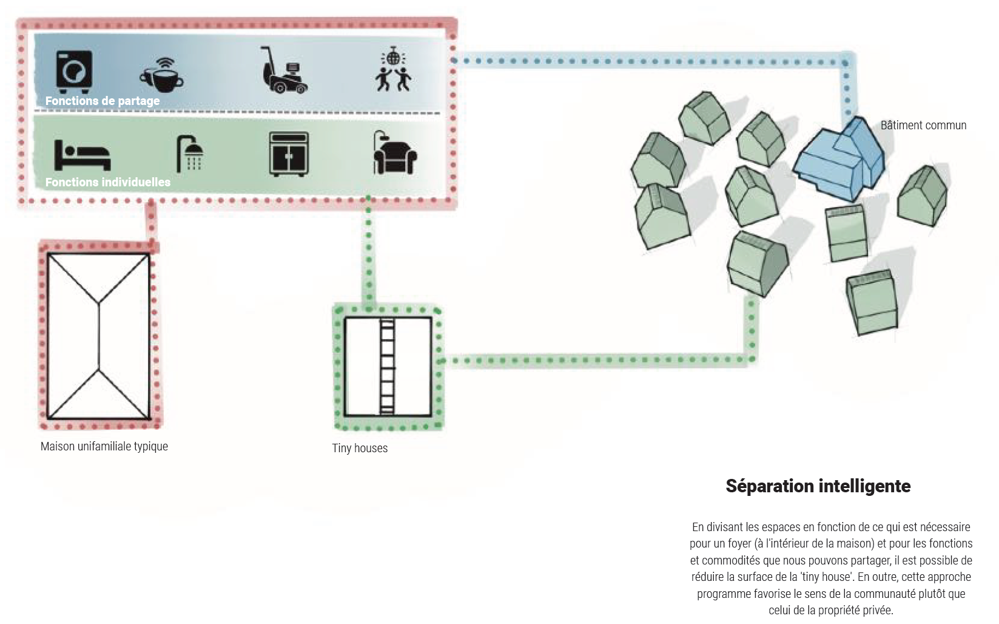 Fonctions de partage
Fonctions individuelles
Bâtiment commun
Maison unifamiliale typique
Tiny houses
Séparation intelligente
En divisant les espaces en fonction de ce qui est nécessaire
pour un foyer (à l'intérieur de la maison) et pour les fonctions
et commodités que nous pouvons partager, il est possible de
réduire la surface de la 'tiny house'. En outre, cette approche
programme favorise le sens de la communauté plutôt que
celui de la propriété privée.